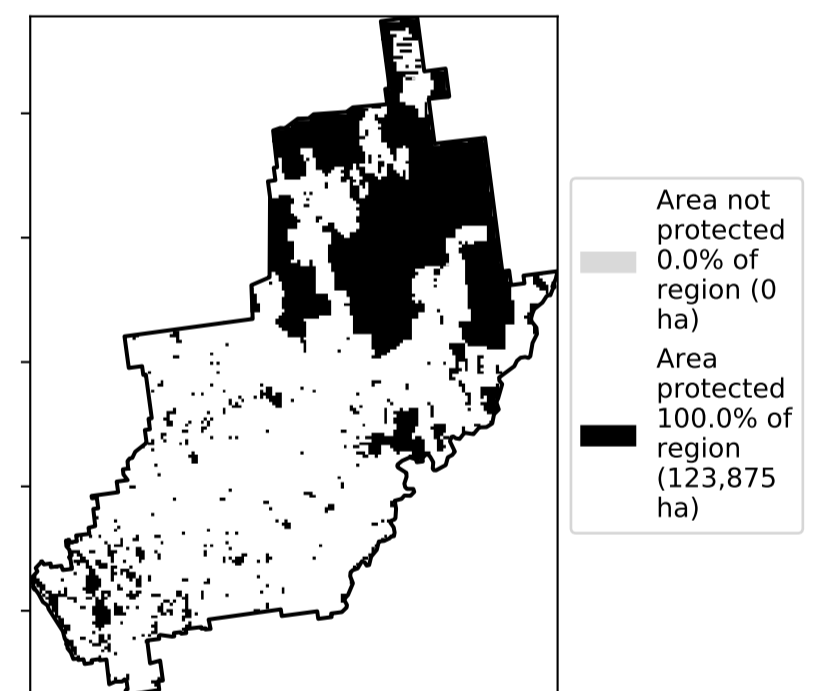 Area not
protected
0.0% of
region (0
ha)
Area
protected
100.0% of
region
(123,875
ha)